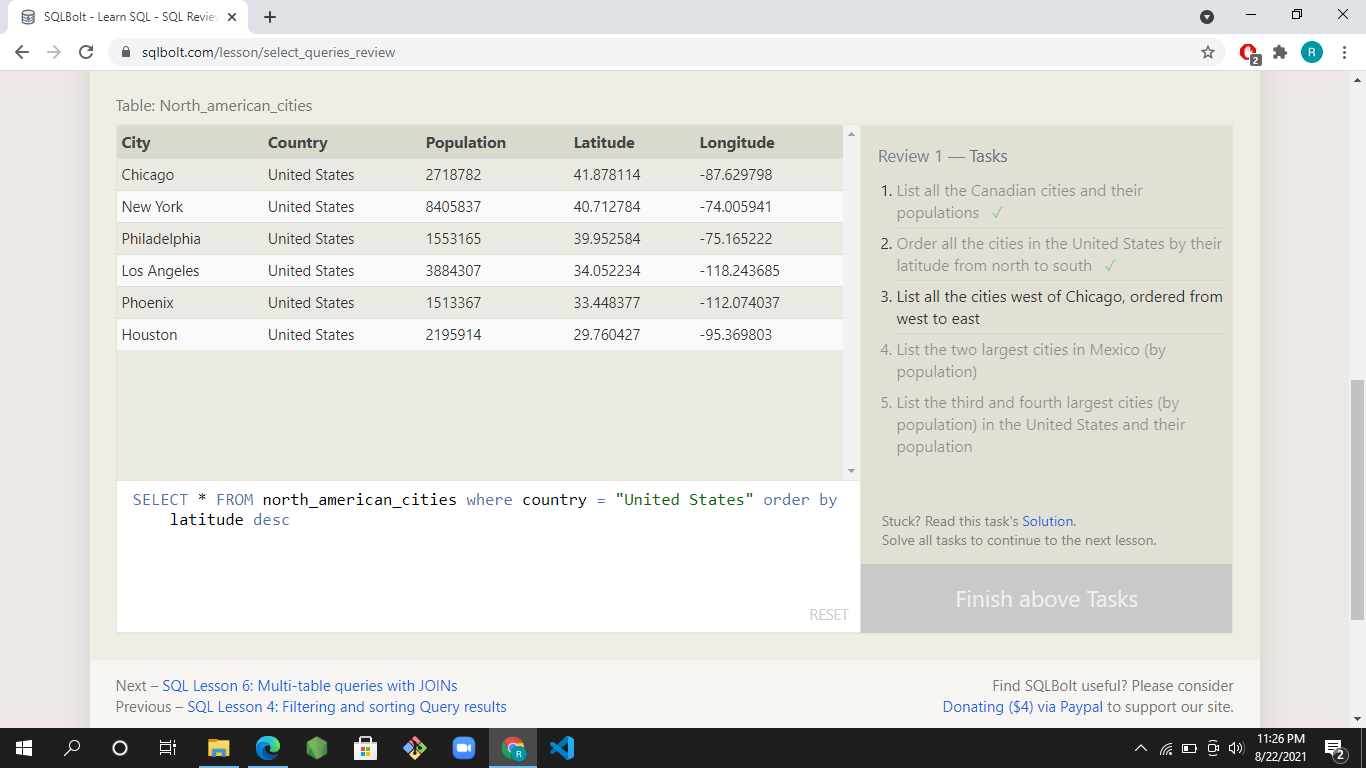 SQLBolt - Learn SQL - SQL Review
sqlbolt.com/lesson/select_queries_review
R
2
Table: North_american_cities
City Country Population Latitude Longitude
Chicago United States 2718782 41.878114 -87.629798
New York United States 8405837 40.712784 -74.005941
Philadelphia United States 1553165 39.952584 -75.165222
Los Angeles United States 3884307 34.052234 -118.243685
Phoenix United States 1513367 33.448377 -112.074037
Houston United States 2195914 29.760427 -95.369803
SELECT * FROM north_american_cities where country = "United States" order by
latitude desc
RESET
Review 1 — Tasks
1. List all the Canadian cities and their
populations ✓
2. Order all the cities in the United States by their
latitude from north to south ✓
3. List all the cities west of Chicago, ordered from
west to east
4. List the two largest cities in Mexico (by
population)
5. List the third and fourth largest cities (by
population) in the United States and their
population
Stuck? Read this task's Solution.
Solve all tasks to continue to the next lesson.
Finish above Tasks
Next – SQL Lesson 6: Multi-table queries with JOINs
Previous – SQL Lesson 4: Filtering and sorting Query results
Find SQLBolt useful? Please consider
Donating ($4) via Paypal to support our site.
R
11:26 PM
8/22/2021
2